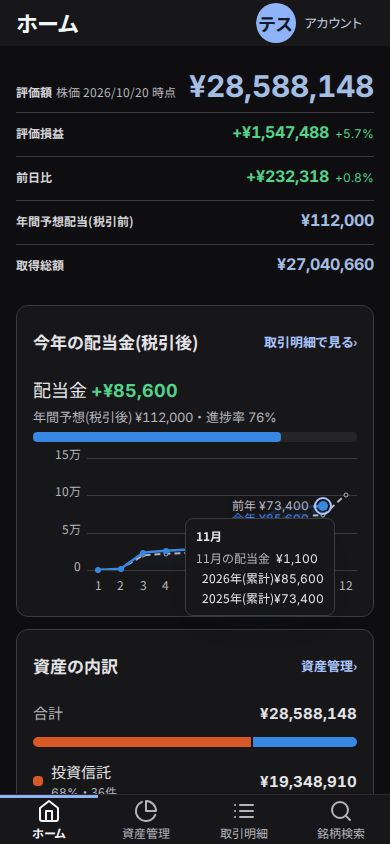 ホーム
テス アカウント
評価額 株価 2026/10/20 時点 ¥28,588,148
評価損益 +¥1,547,488 +5.7%
前日比 +¥232,318 +0.8%
年間予想配当(税引前) ¥112,000
取得総額 ¥27,040,660
今年の配当金(税引後) 取引明細で見る›
配当金 +¥85,600
年間予想(税引後) ¥112,000・進捗率 76%
15万
10万
5万
0
前年 ¥73,400
今年 ¥85,600
11月
11月の配当金 ¥1,100
2026年(累計)¥85,600
2025年(累計)¥73,400
1 2 3 4 12
資産の内訳 資産管理›
合計 ¥28,588,148
投資信託 ¥19,348,910
68%・36件
ホーム 資産管理 取引明細 銘柄検索